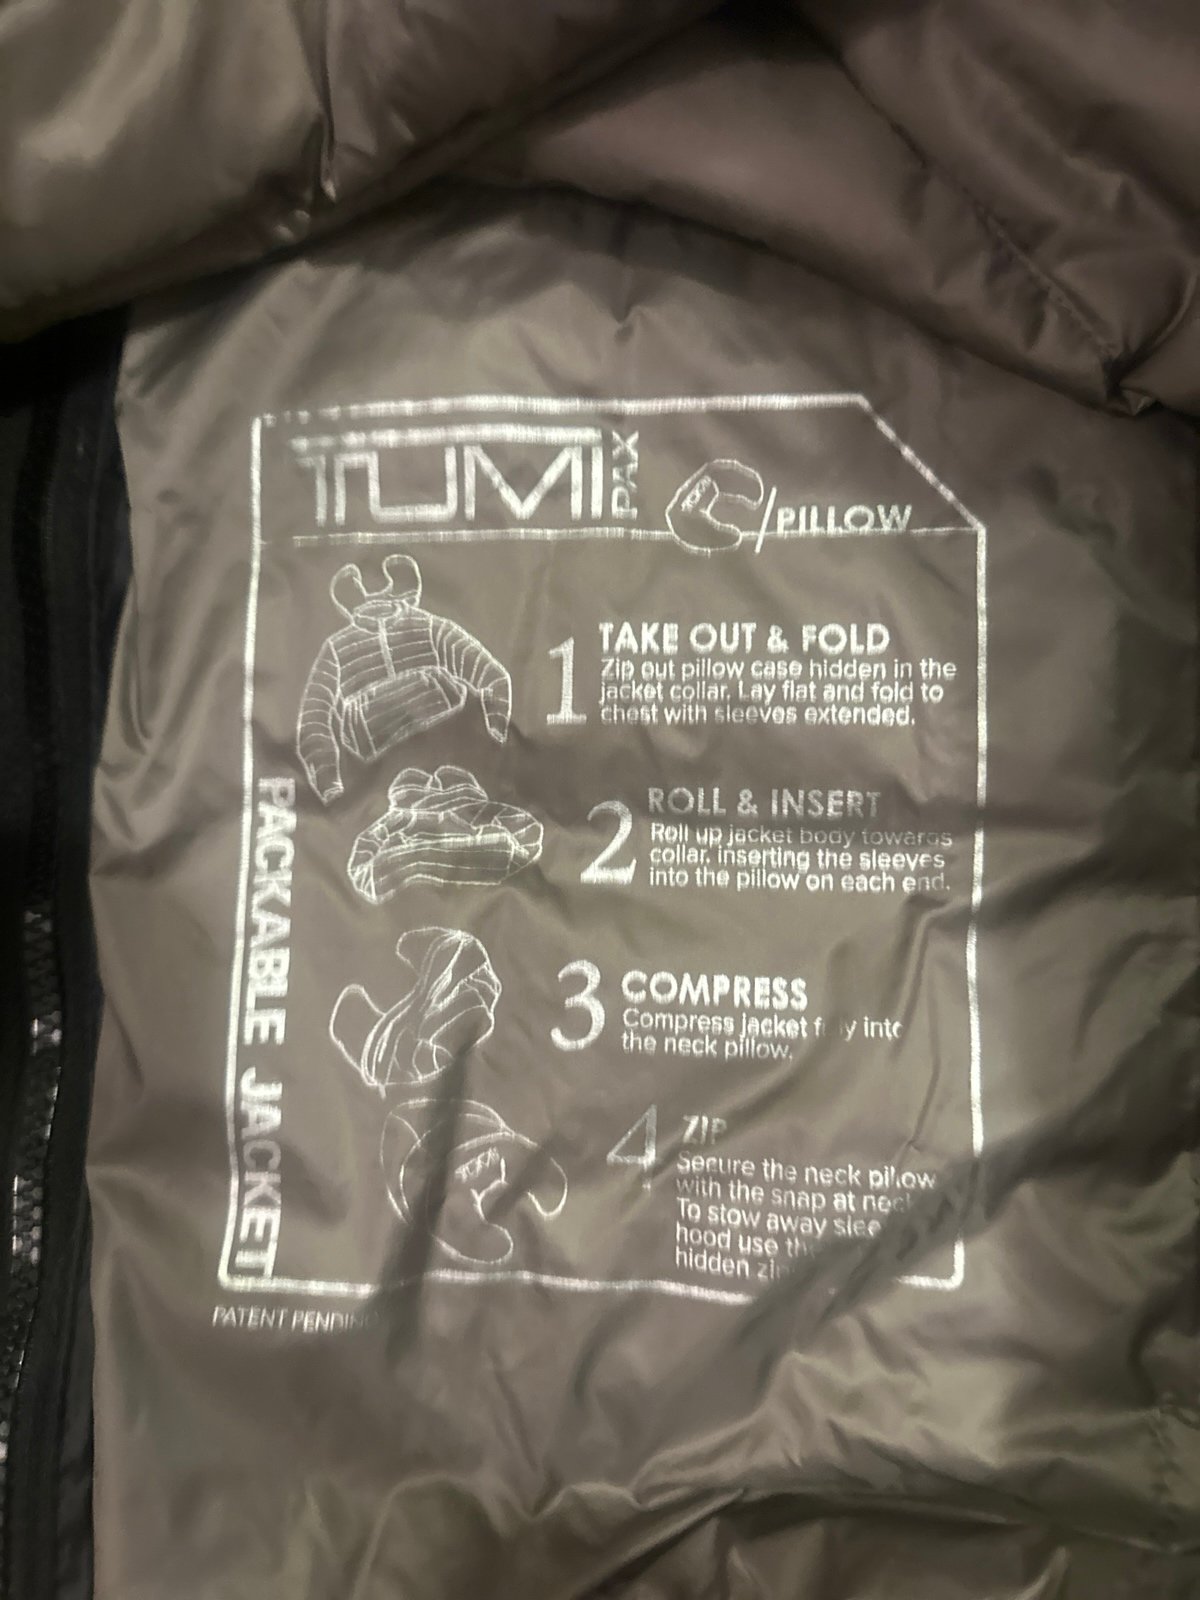 TUMI PAX
/PILLOW
1 TAKE OUT & FOLD
Zip out pillow case hidden in the
jacket collar. Lay flat and fold to
chest with sleeves extended.
2 ROLL & INSERT
Roll up jacket body towards
collar, inserting the sleeves
into the pillow on each end.
3 COMPRESS
Compress jacket into
the neck pillow.
4 ZIP
Secure the neck pillow
with the snap at
To stow away
hood use
hidden
PACKABLE JACKET
PATENT PENDING
TUMI
TUMI